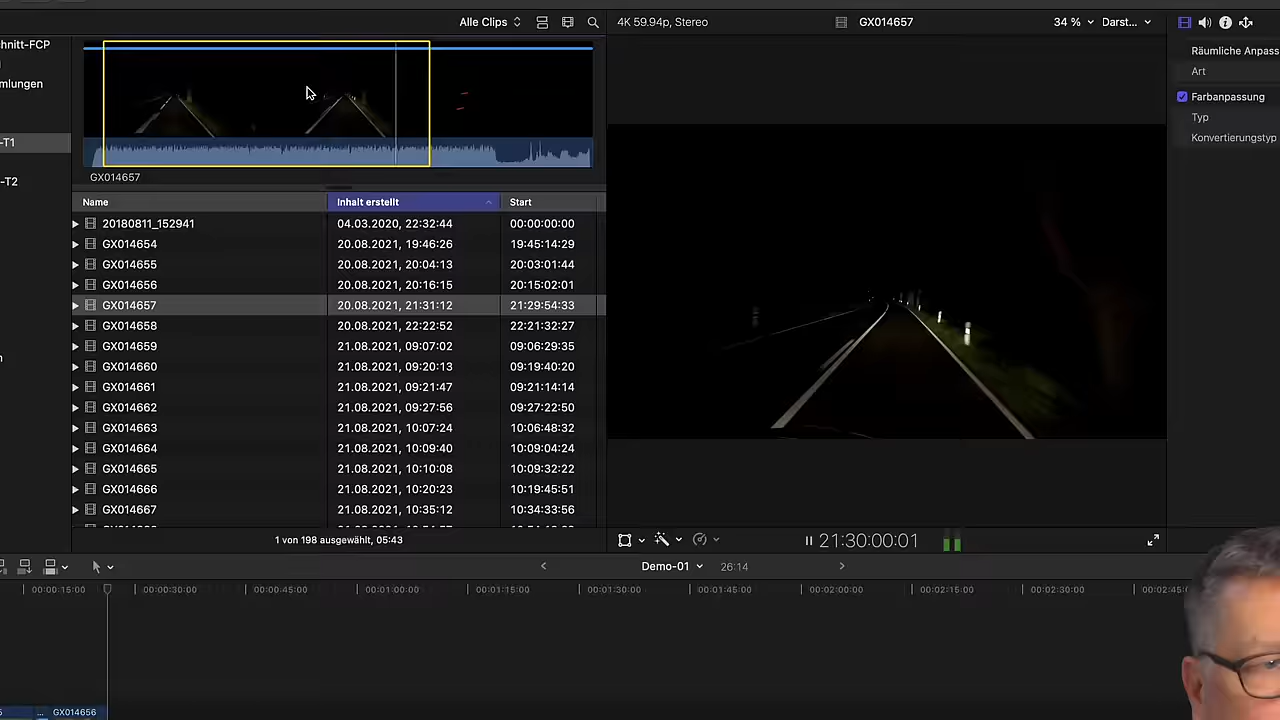 Alle Clips
4K 59.94p, Stereo
GX014657
34 %
Darst...
hnitt-FCP
mlungen
-T1
-T2
n
GX014657
Räumliche Anpass
Art
Farbanpassung
Typ
Konvertierungstyp
Name Inhalt erstellt Start
20180811_152941 04.03.2020, 22:32:44 00:00:00:00
GX014654 20.08.2021, 19:46:26 19:45:14:29
GX014655 20.08.2021, 20:04:13 20:03:01:44
GX014656 20.08.2021, 20:16:15 20:15:02:01
GX014657 20.08.2021, 21:31:12 21:29:54:33
GX014658 20.08.2021, 22:22:52 22:21:32:27
GX014659 21.08.2021, 09:07:02 09:06:29:35
GX014660 21.08.2021, 09:20:13 09:19:40:20
GX014661 21.08.2021, 09:21:47 09:21:14:14
GX014662 21.08.2021, 09:27:56 09:27:22:50
GX014663 21.08.2021, 10:07:24 10:06:48:32
GX014664 21.08.2021, 10:09:40 10:09:04:24
GX014665 21.08.2021, 10:10:08 10:09:32:22
GX014666 21.08.2021, 10:20:23 10:19:45:51
GX014667 21.08.2021, 10:35:12 10:34:33:56
1 von 198 ausgewählt, 05:43
21:30:00:01
Demo-01
26:14
00:00:15:00 00:00:30:00 00:00:45:00 00:01:00:00 00:01:15:00 00:01:30:00 00:01:45:00 00:02:00:00 00:02:15:00 00:02:30:00 00:02:45:
... GX014656